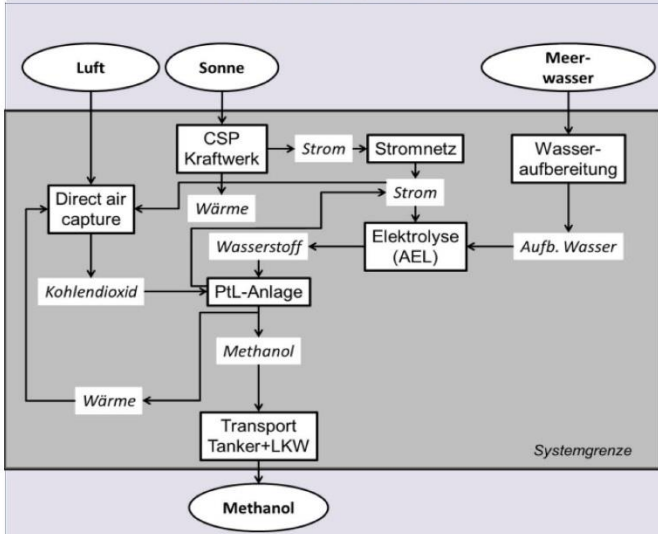 Luft
Sonne
Meer-
wasser
CSP
Kraftwerk
Strom
Stromnetz
Wasser-
aufbereitung
Direct air
capture
Wärme
Strom
Wasserstoff
Elektrolyse
(AEL)
Aufb. Wasser
Kohlendioxid
PtL-Anlage
Methanol
Wärme
Transport
Tanker+LKW
Systemgrenze
Methanol